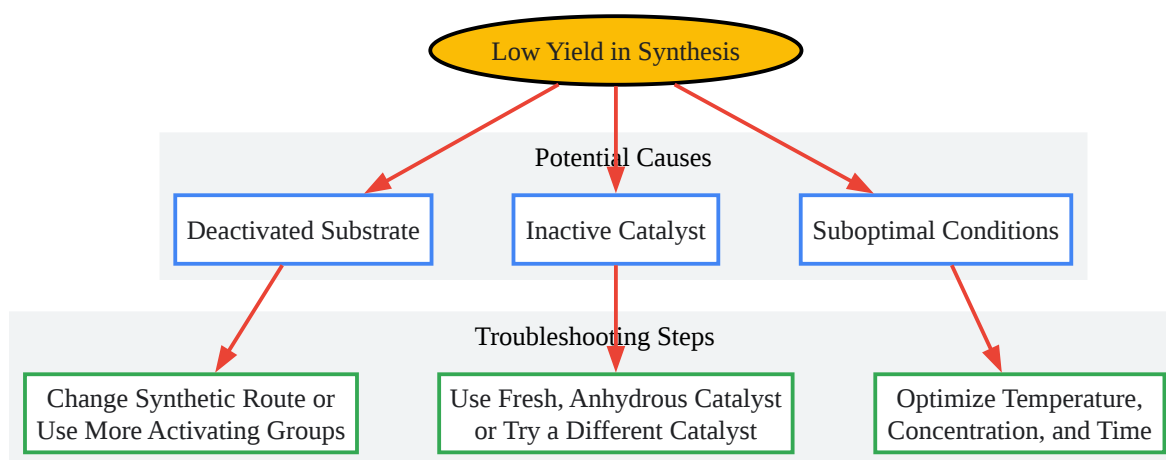 Low Yield in Synthesis
Potential Causes
Deactivated Substrate
Inactive Catalyst
Suboptimal Conditions
Troubleshooting Steps
Change Synthetic Route or
Use More Activating Groups
Use Fresh, Anhydrous Catalyst
or Try a Different Catalyst
Optimize Temperature,
Concentration, and Time